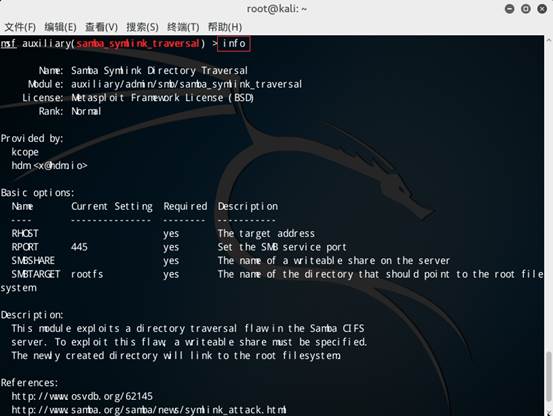 root@kali: ~
文件(F) 编辑(E) 查看(V) 搜索(S) 终端(T) 帮助(H)
msf auxiliary(samba_symlink_traversal) > info
Name: Samba Symlink Directory Traversal
Module: auxiliary/admin/smb/samba_symlink_traversal
License: Metasploit Framework License (BSD)
Rank: Normal
Provided by:
kcope
hdm <x@hdm.io>
Basic options:
Name Current Setting Required Description
---- --------------- -------- -----------
RHOST yes The target address
RPORT 445 yes Set the SMB service port
SMBSHARE yes The name of a writeable share on the server
SMBTARGET rootfs yes The name of the directory that should point to the root file
system
Description:
This module exploits a directory traversal flaw in the Samba CIFS
server. To exploit this flaw, a writeable share must be specified.
The newly created directory will link to the root filesystem.
References:
http://www.osvdb.org/62145
http://www.samba.org/samba/news/symlink_attack.html